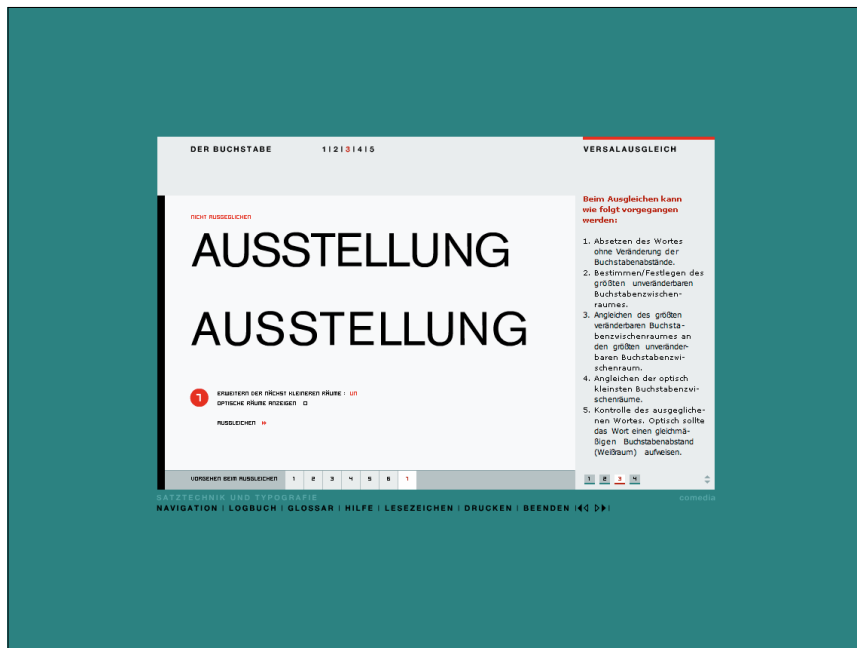 DER BUCHSTABE 1|2|3|4|5 VERSALAUSGLEICH
NICHT AUSGEGLICHEN
AUSSTELLUNG
AUSSTELLUNG
1 ERWEITERN DER NÄCHST KLEINEREN RÄUME : UN
OPTISCHE RÄUME ANZEIGEN
AUSGLEICHEN
VORGEHEN BEIM AUSGLEICHEN 1 2 3 4 5 6 7
Beim Ausgleichen kann
wie folgt vorgegangen
werden:
1. Absetzen des Wortes
ohne Veränderung der
Buchstabenabstände.
2. Bestimmen/Festlegen des
größten unveränderbaren
Buchstabenzwischen-
raumes.
3. Angleichen des größten
veränderbaren Buchsta-
benzvischenraumes an
den größten unveränder-
baren Buchstabenzwi-
schenraum.
4. Angleichen der optisch
kleinsten Buchstabenzwi-
schenräume.
5. Kontrolle des ausgegliche-
nen Wortes. Optisch sollte
das Wort einen gleichmä-
ßigen Buchstabenabstand
(Weißraum) aufweisen.
1 2 3 4
SATZTECHNIK UND TYPOGRAFIE comedia
NAVIGATION | LOGBUCH | GLOSSAR | HILFE | LESEZEICHEN | DRUCKEN | BEENDEN